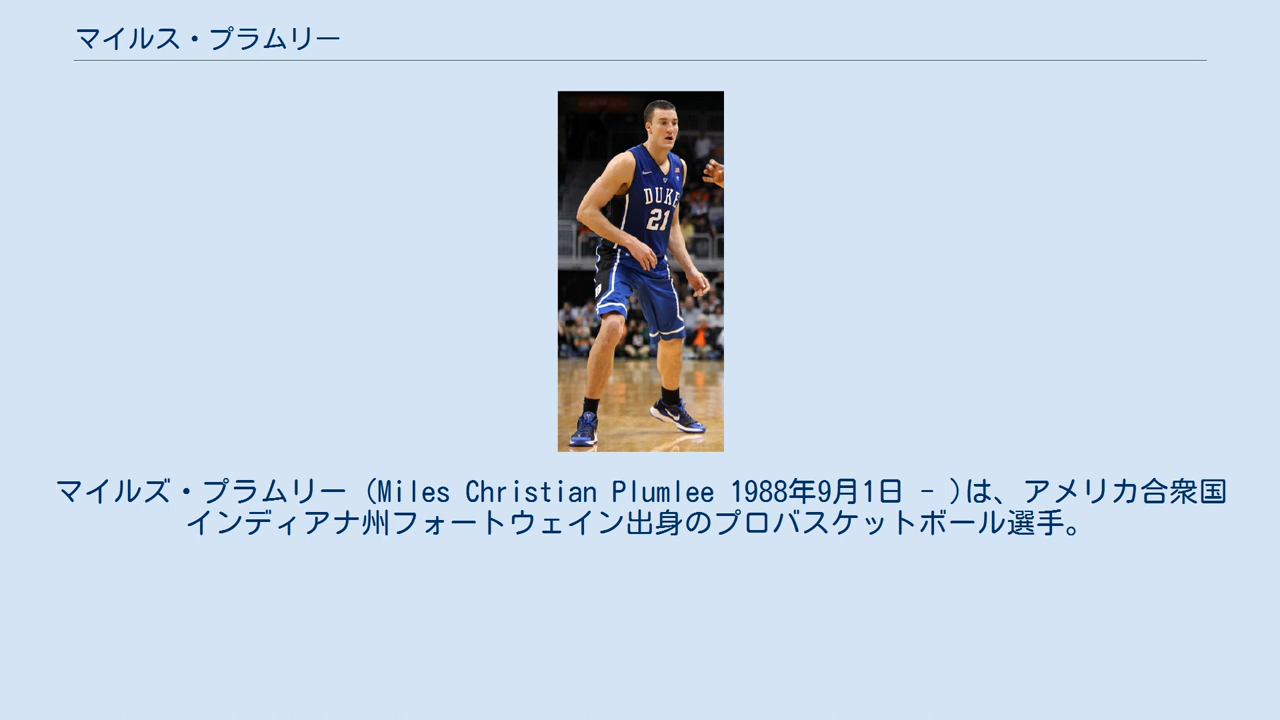 マイルス・プラムリー
DUKE
21
マイルズ・プラムリー (Miles Christian Plumlee 1988年9月1日 - )は、アメリカ合衆国
インディアナ州フォートウェイン出身のプロバスケットボール選手。